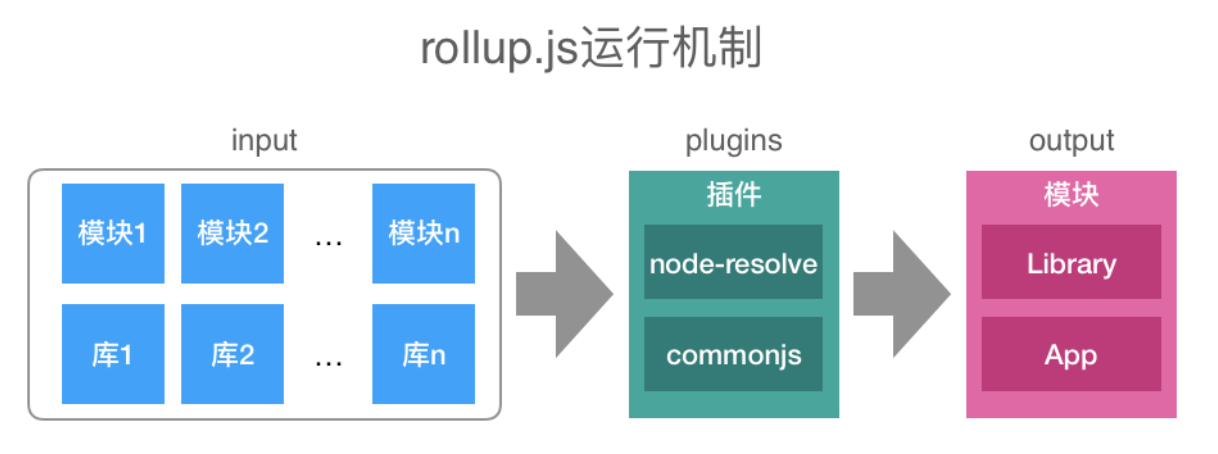 rollup.js运行机制
input
plugins
output
模块1 模块2 ... 模块n
库1 库2 ... 库n
插件
node-resolve
commonjs
模块
Library
App